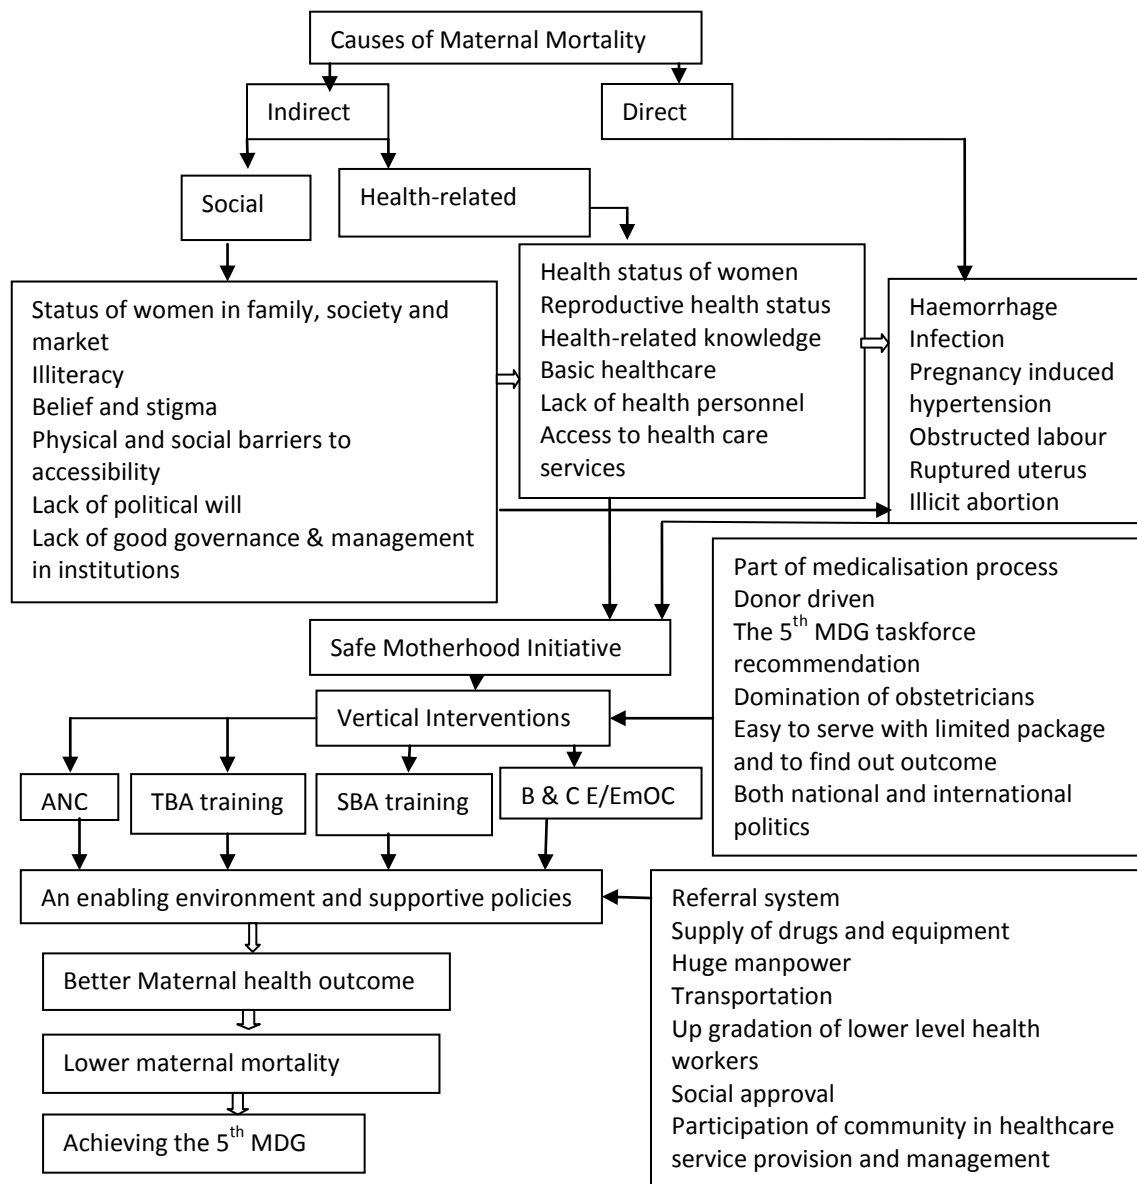 Causes of Maternal Mortality
Indirect
Direct
Social
Health-related
Status of women in family, society and
market
Illiteracy
Belief and stigma
Physical and social barriers to
accessibility
Lack of political will
Lack of good governance & management
in institutions
Health status of women
Reproductive health status
Health-related knowledge
Basic healthcare
Lack of health personnel
Access to health care
services
Haemorrhage
Infection
Pregnancy induced
hypertension
Obstructed labour
Ruptured uterus
Illicit abortion
Safe Motherhood Initiative
Vertical Interventions
Part of medicalisation process
Donor driven
The 5th MDG taskforce
recommendation
Domination of obstetricians
Easy to serve with limited package
and to find out outcome
Both national and international
politics
ANC
TBA training
SBA training
B & C E/EmOC
An enabling environment and supportive policies
Referral system
Supply of drugs and equipment
Huge manpower
Transportation
Up gradation of lower level health
workers
Social approval
Participation of community in healthcare
service provision and management
Better Maternal health outcome
Lower maternal mortality
Achieving the 5th MDG